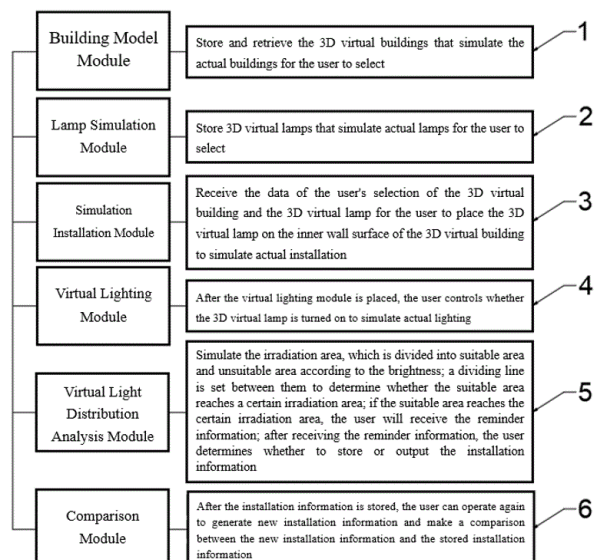 Building Model
Module
Store and retrieve the 3D virtual buildings that simulate the
actual buildings for the user to select
1
Lamp Simulation
Module
Store 3D virtual lamps that simulate actual lamps for the user to
select
2
Simulation
Installation Module
Receive the data of the user's selection of the 3D virtual
building and the 3D virtual lamp for the user to place the 3D
virtual lamp on the inner wall surface of the 3D virtual building
to simulate actual installation
3
Virtual Lighting
Module
After the virtual lighting module is placed, the user controls whether
the 3D virtual lamp is turned on to simulate actual lighting
4
Virtual Light
Distribution
Analysis Module
Simulate the irradiation area, which is divided into suitable area
and unsuitable area according to the brightness; a dividing line
is set between them to determine whether the suitable area
reaches a certain irradiation area; if the suitable area reaches the
certain irradiation area, the user will receive the reminder
information; after receiving the reminder information, the user
determines whether to store or output the installation
information
5
Comparison
Module
After the installation information is stored, the user can operate again
to generate new installation information and make a comparison
between the new installation information and the stored installation
information
6